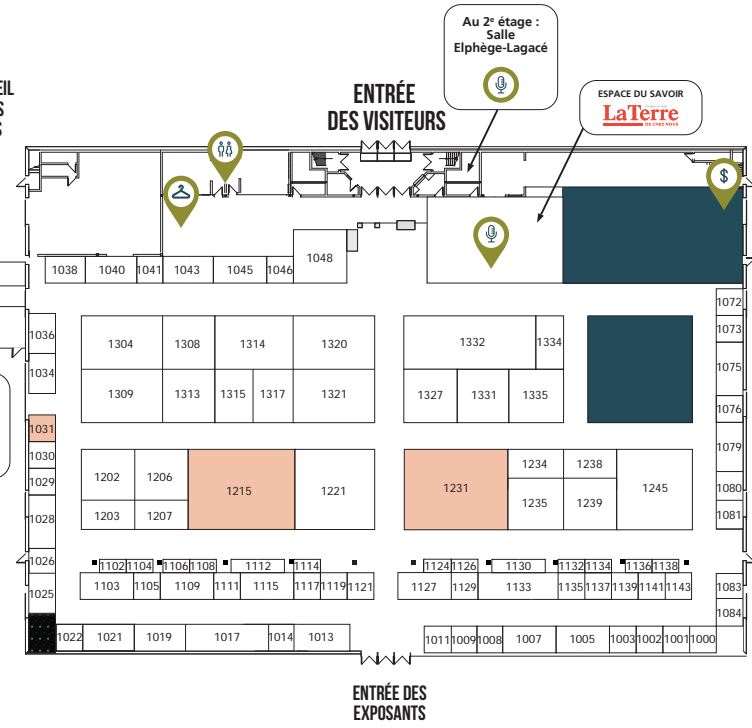 Au 2e étage :
Salle
Elphège-Lagacé
EIL
ENTRÉE
DES VISITEURS
ESPACE DU SAVOIR
LaTerre
DE CHEZ NOUS
$
1048
1038 1040 1041 1043 1045 1046
1072
1036 1304 1308 1314 1320 1332 1334 1073
1034 1075
1309 1313 1315 1317 1321 1327 1331 1335
1076
1031
1030 1202 1206 1215 1221 1231 1234 1238 1245 1079
1029 1080
1028 1203 1207 1235 1239 1081
1026 1102 1104 1106 1108 1112 1114 1124 1126 1130 1132 1134 1136 1138
1025 1103 1105 1109 1111 1115 1117 1119 1121 1127 1129 1133 1135 1137 1139 1141 1143 1083
1084
1022 1021 1019 1017 1014 1013 1011 1009 1008 1007 1005 1003 1002 1001 1000
ENTRÉE DES
EXPOSANTS